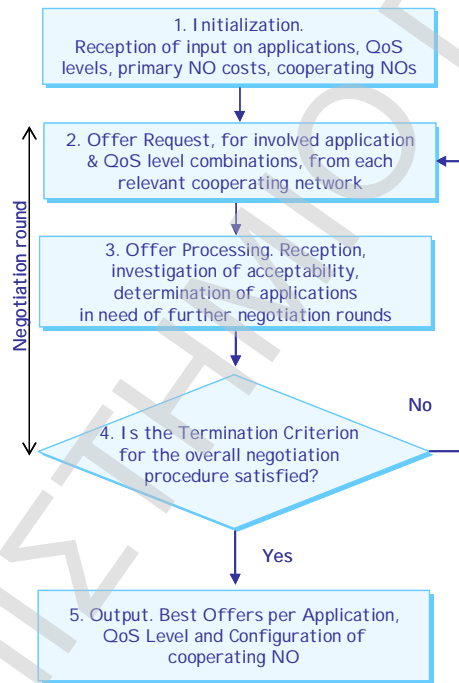 1. Initialization.
Reception of input on applications, QoS
levels, primary NO costs, cooperating NOs
2. Offer Request, for involved application
& QoS level combinations, from each
relevant cooperating network
Negotiation round
3. Offer Processing. Reception,
investigation of acceptability,
determination of applications
in need of further negotiation rounds
No
4. Is the Termination Criterion
for the overall negotiation
procedure satisfied?
Yes
5. Output. Best Offers per Application,
QoS Level and Configuration of
cooperating NO
ΙΣΤΗΜΙΟ